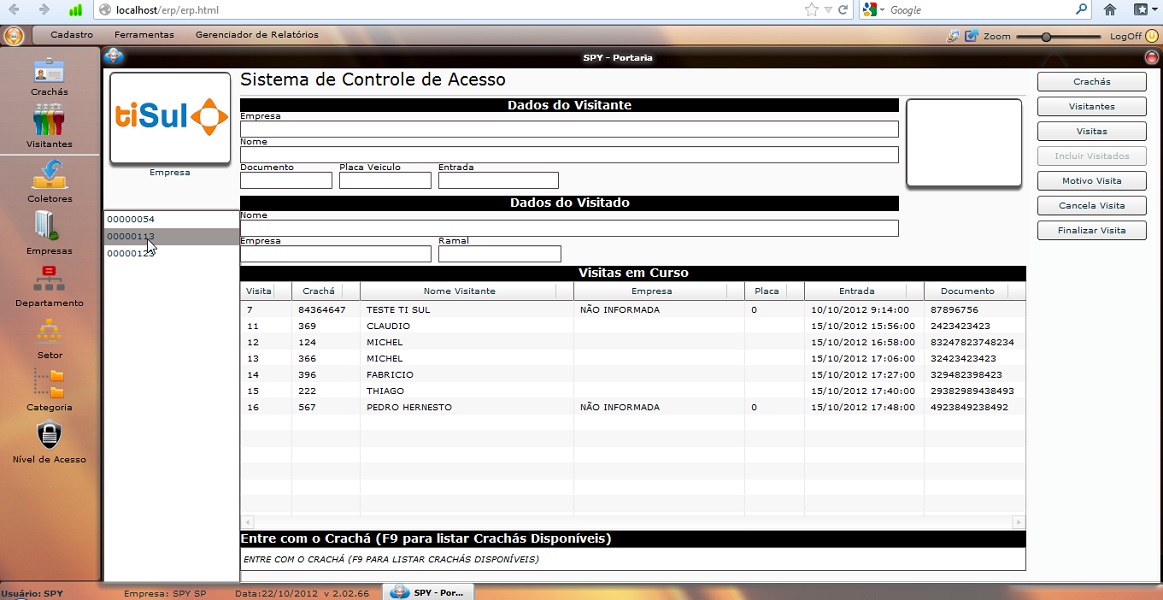 localhost/erp/erp.html
Google
Cadastro Ferramentas Gerenciador de Relatórios
Zoom LogOff
SPY - Portaria
Crachás
Visitantes
Coletores
Empresas
Departamento
Setor
Categoria
Nível de Acesso
tiSul
Empresa
00000054
00000113
00000123
Sistema de Controle de Acesso
Dados do Visitante
Empresa
Nome
Documento Placa Veiculo Entrada
Dados do Visitado
Nome
Empresa Ramal
Visitas em Curso
Visita Crachá Nome Visitante Empresa Placa Entrada Documento
7 84364647 TESTE TI SUL NÃO INFORMADA 0 10/10/2012 9:14:00 87896756
11 369 CLAUDIO 15/10/2012 15:56:00 2423423423
12 124 MICHEL 15/10/2012 16:58:00 83247823748234
13 366 MICHEL 15/10/2012 17:06:00 32423423423
14 396 FABRICIO 15/10/2012 17:27:00 329482398423
15 222 THIAGO 15/10/2012 17:40:00 29382989438493
16 567 PEDRO HERNESTO NÃO INFORMADA 0 15/10/2012 17:48:00 4923849238492
Entre com o Crachá (F9 para listar Crachás Disponíveis)
ENTRE COM O CRACHÁ (F9 PARA LISTAR CRACHÁS DISPONÍVEIS)
Crachás
Visitantes
Visitas
Incluir Visitados
Motivo Visita
Cancela Visita
Finalizar Visita
Usuário: SPY Empresa: SPY SP Data:22/10/2012 v 2.02.66 SPY - Por...